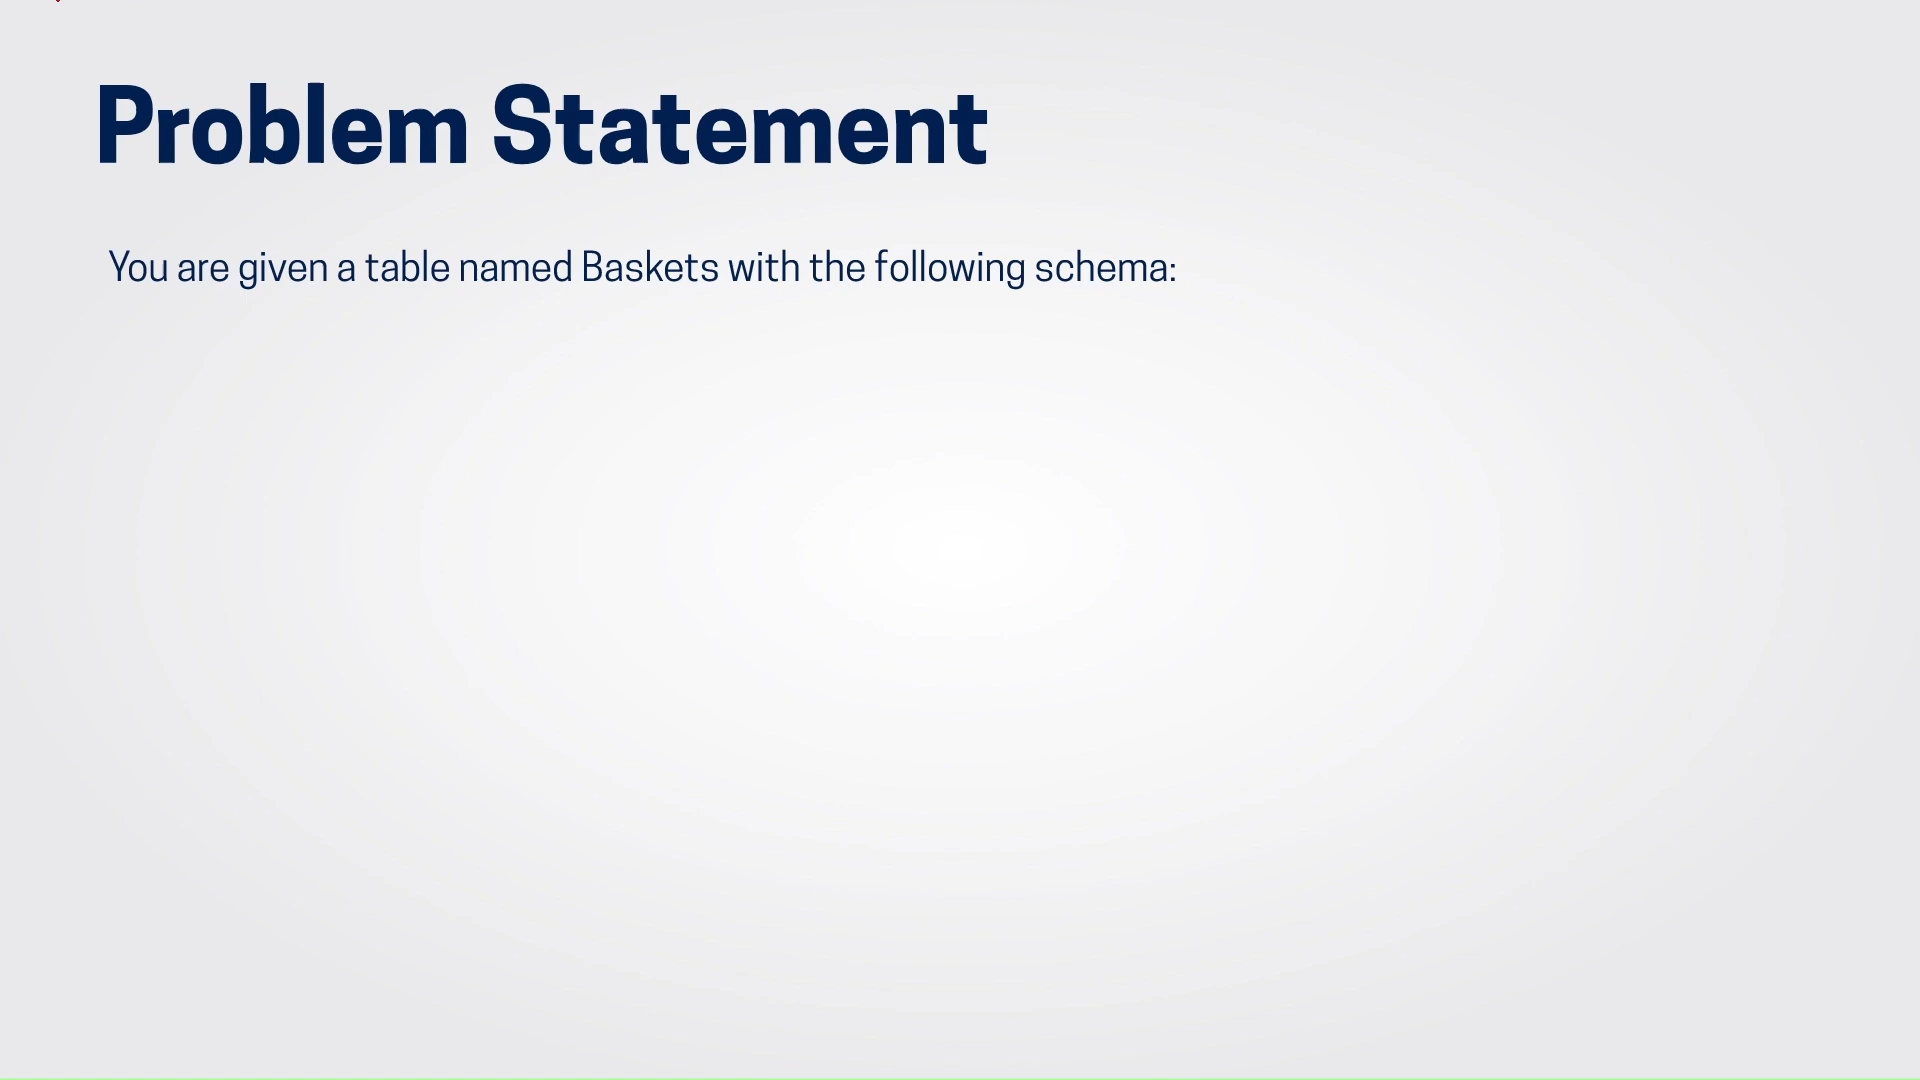 Problem Statement
You are given a table named Baskets with the following schema: